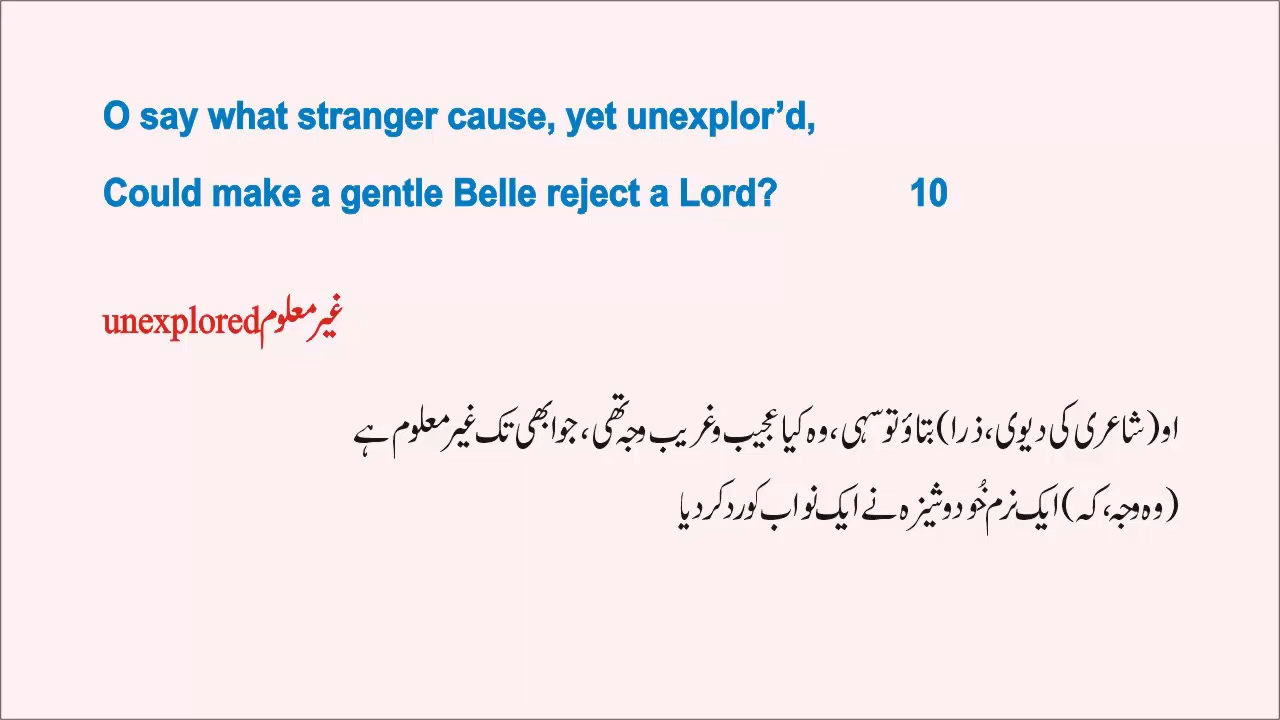 O say what stranger cause, yet unexplor’d,
Could make a gentle Belle reject a Lord? 10
unexplored غیر معلوم
او (شاعری کی دیوی، ذرا) بتاؤ تو سہی، وہ کیا عجیب و غریب وجہ تھی، جو ابھی تک غیر معلوم ہے
(وہ وجہ، کہ) ایک نرم خُو دوشیزہ نے ایک نواب کو رد کر دیا